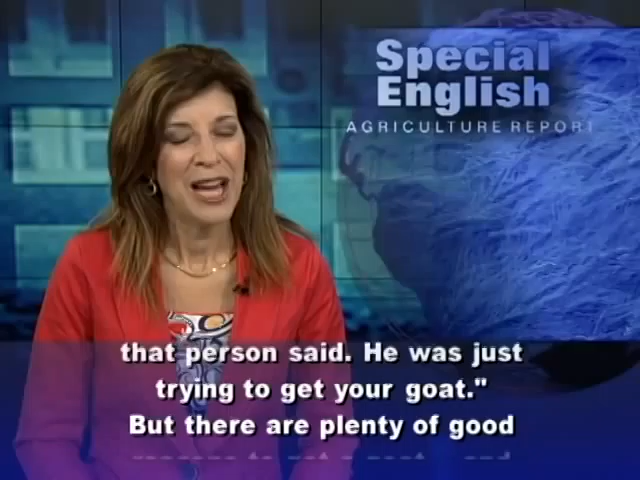 Special
English
AGRICULTURE REPORT
that person said. He was just
trying to get your goat."
But there are plenty of good